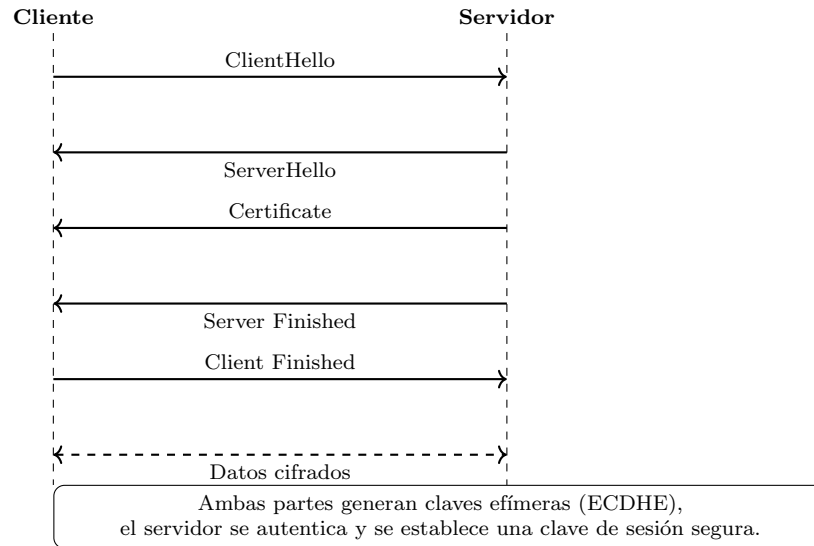 Cliente
Servidor
ClientHello
ServerHello
Certificate
Server Finished
Client Finished
Datos cifrados
Ambas partes generan claves efímeras (ECDHE),
el servidor se autentica y se establece una clave de sesión segura.